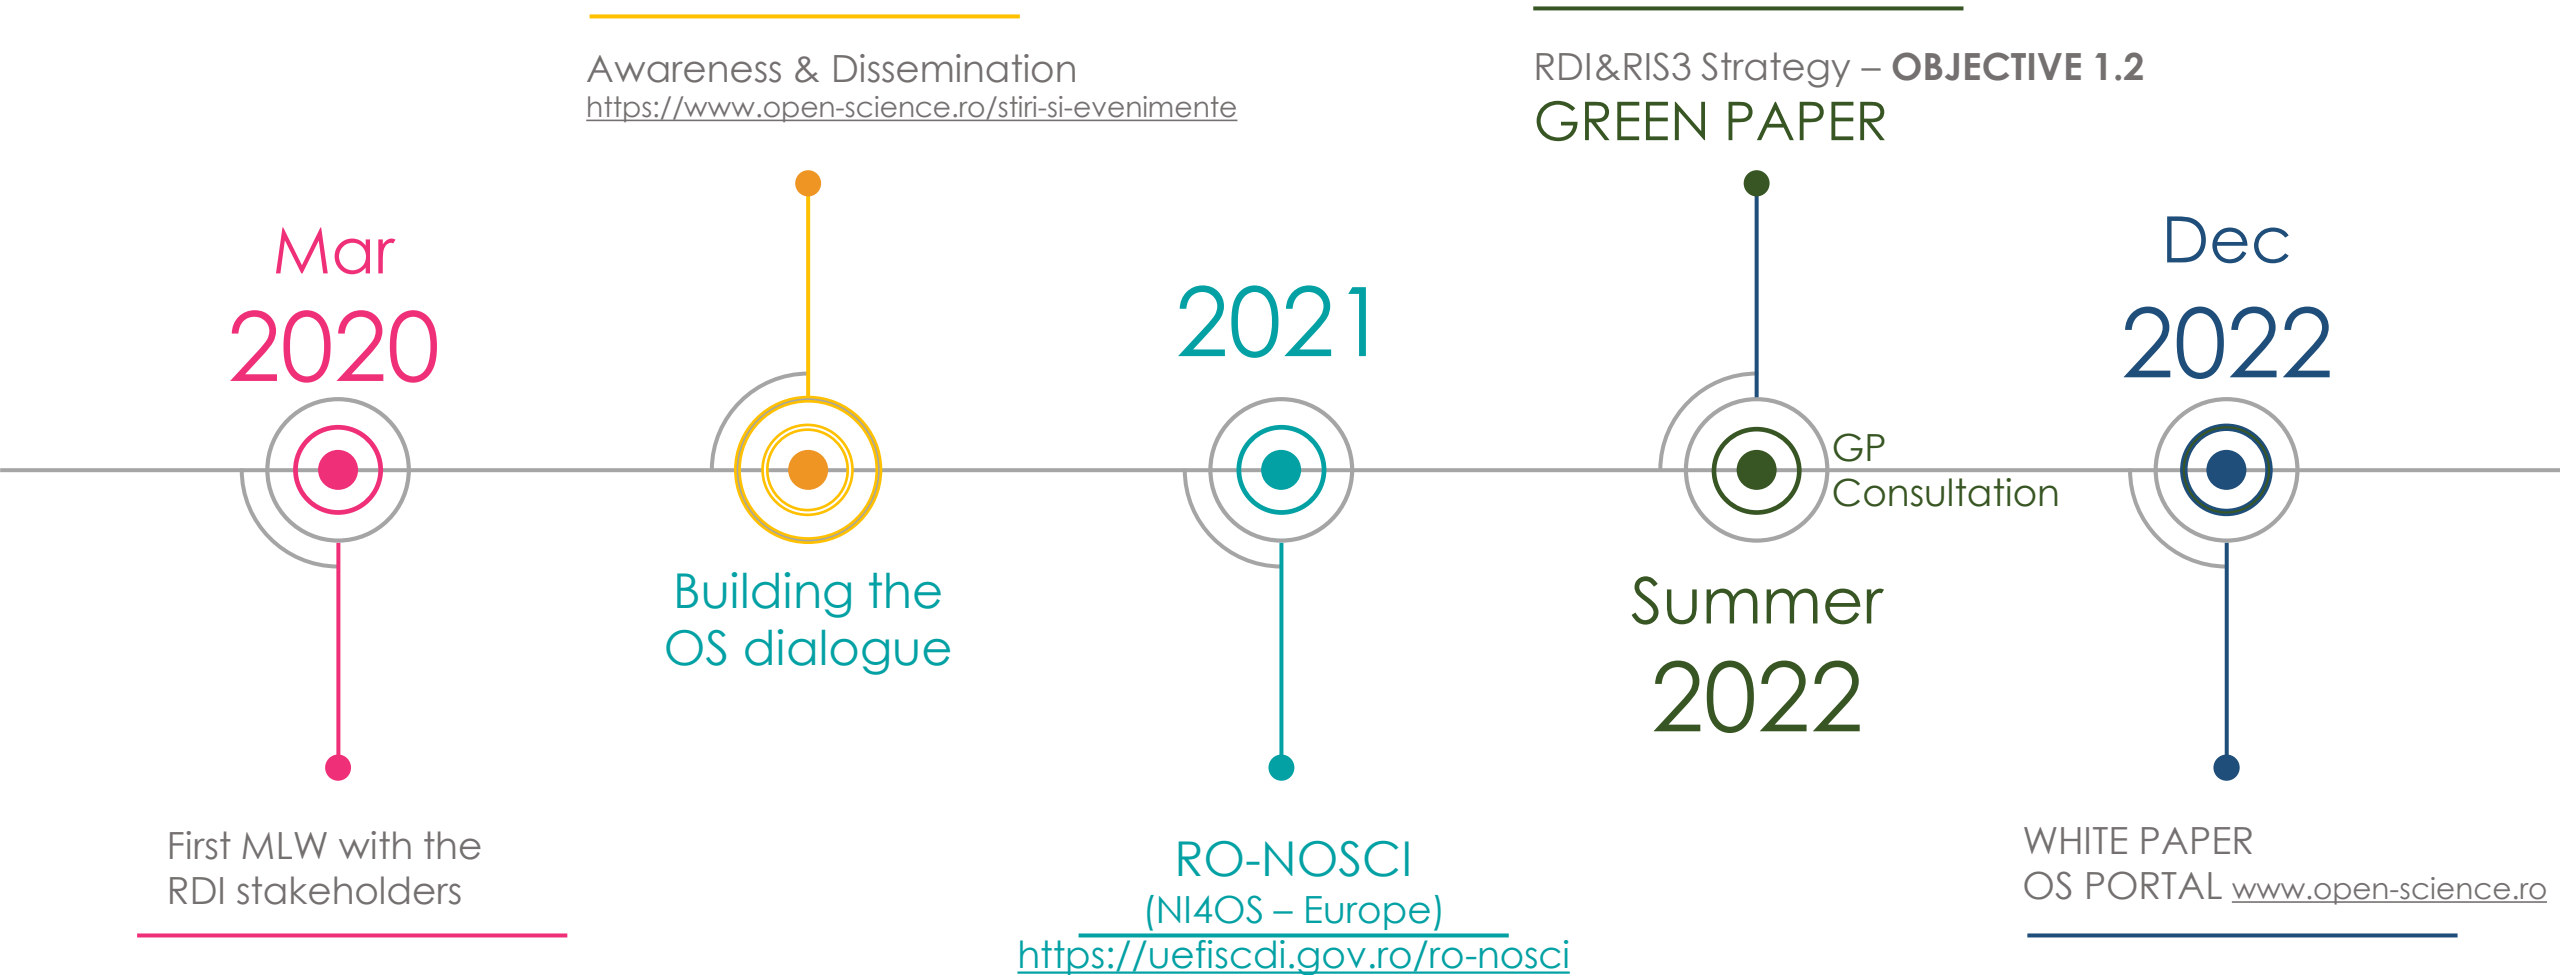 Awareness & Dissemination
https://www.open-science.ro/stiri-si-evenimente
RDI&RIS3 Strategy – OBJECTIVE 1.2
GREEN PAPER
Mar
2020
2021
Dec
2022
GP
Consultation
Building the
OS dialogue
Summer
2022
First MLW with the
RDI stakeholders
RO-NOSCI
(NI4OS – Europe)
https://uefiscdi.gov.ro/ro-nosci
WHITE PAPER
OS PORTAL www.open-science.ro